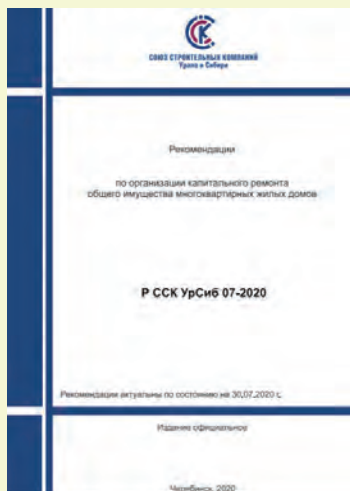 СОЮЗ СТРОИТЕЛЬНЫХ КОМПАНИЙ
Урала и Сибири
Рекомендации
по организации капитального ремонта
общего имущества многоквартирных жилых домов
Р ССК УрСиб 07-2020
Рекомендации актуальны по состоянию на 30.07.2020 г.
Издание официальное
Челябинск, 2020